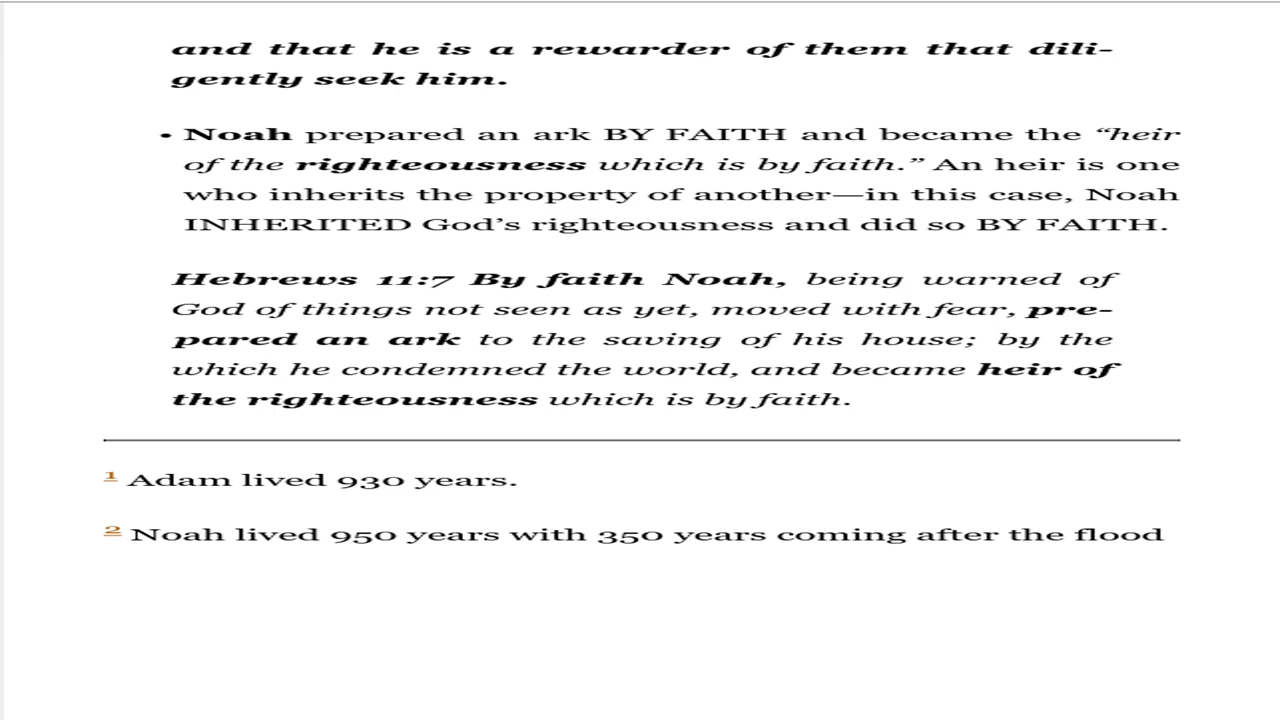 and that he is a rewarder of them that dili-
gently seek him.
• Noah prepared an ark BY FAITH and became the “heir
of the righteousness which is by faith.” An heir is one
who inherits the property of another—in this case, Noah
INHERITED God’s righteousness and did so BY FAITH.
Hebrews 11:7 By faith Noah, being warned of
God of things not seen as yet, moved with fear, pre-
pared an ark to the saving of his house; by the
which he condemned the world, and became heir of
the righteousness which is by faith.
1 Adam lived 930 years.
2 Noah lived 950 years with 350 years coming after the flood